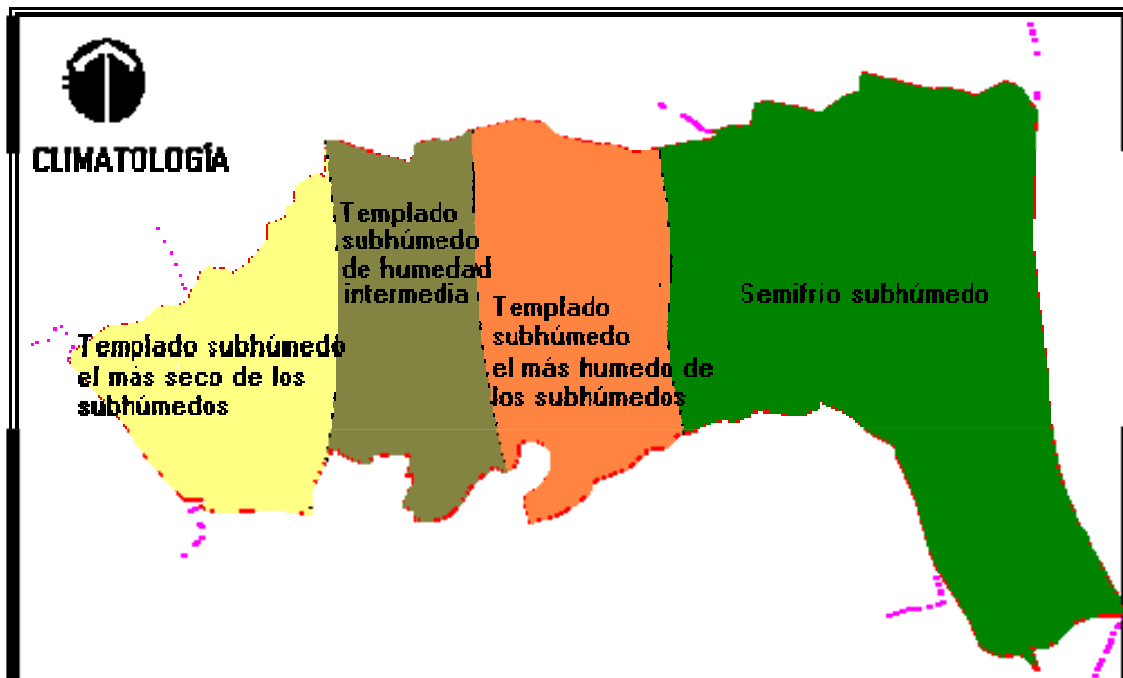 CLIMATOLOGÍA
Templado subhúmedo
el más seco de los
subhúmedos
Templado
subhúmedo
de humedad
intermedia
Templado
subhúmedo
el más humedo de
los subhúmedos
Semifrio subhúmedo